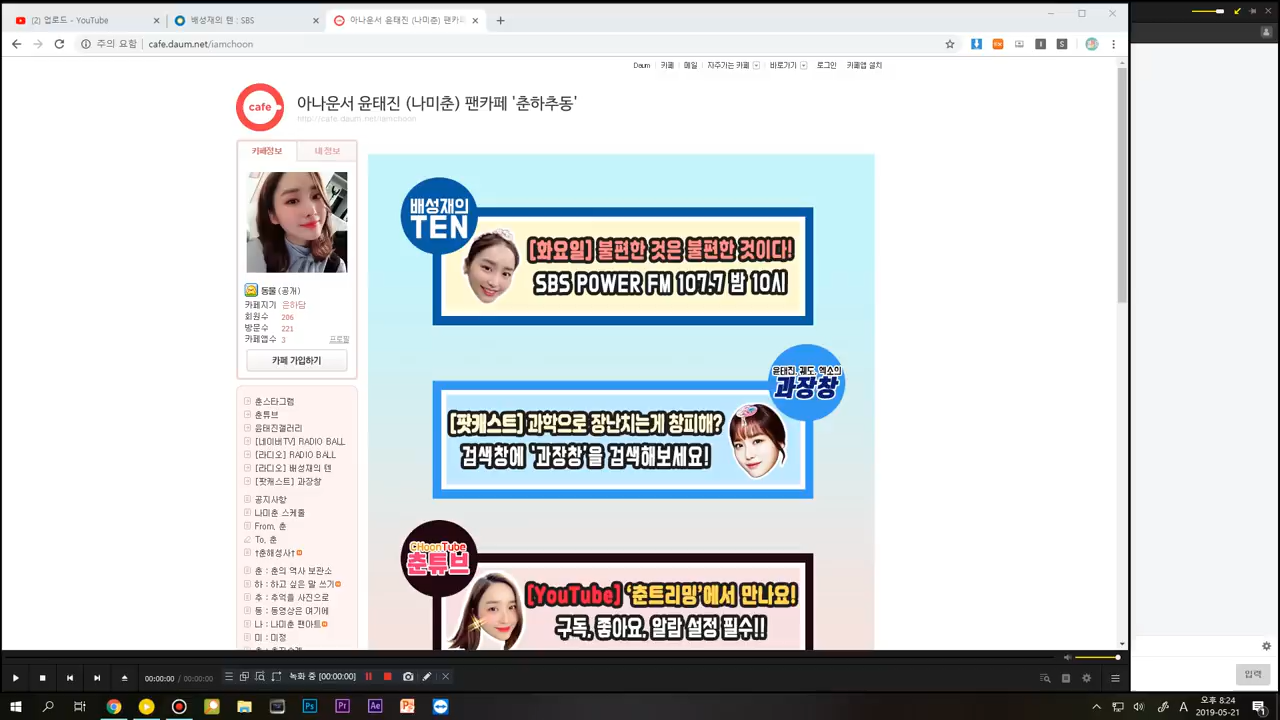 (2) 업로드 - YouTube
배성재의 텐 : SBS
아나운서 윤태진 (나미춘) 팬카페
주의 요함
cafe.daum.net/iamchoon
Daum
카페
메일
자주가는 카페
바로가기
로그인
카페앱 설치
cafe
아나운서 윤태진 (나미춘) 팬카페 '춘하추동'
http://cafe.daum.net/iamchoon
카페정보
내 정보
동물 (공개)
카페지기 은하담
회원수 206
방문수 221
카페앱수 3
프로필
카페 가입하기
춘스타그램
춘튜브
윤태진갤러리
[네이버TV] RADIO BALL
[라디오] RADIO BALL
[라디오] 배성재의 텐
[팟캐스트] 과장창
공지사항
나미춘 스케줄
From, 춘
To, 춘
†춘해성사†
춘 : 춘의 역사 보관소
하 : 하고 싶은 말 쓰기
추 : 추억을 사진으로
동 : 동영상은 여기에
나 : 나미춘 팬아트
미 : 미정
배성재의
TEN
[화요일] 불편한 것은 불편한 것이다!
SBS POWER FM 107.7 밤 10시
윤태진, 궤도, 엑소의
과장창
[팟캐스트] 과학으로 장난치는게 창피해?
검색창에 '과장창'을 검색해보세요!
CHoonTube
춘튜브
[YouTube] '춘트리밍'에서 만나요!
구독, 좋아요, 알람 설정 필수!!
00:00:00 / 00:00:00
녹화 중 [00:00:00]
입력
Ps
Pr
Ae
A
오후 8:24
2019-05-21